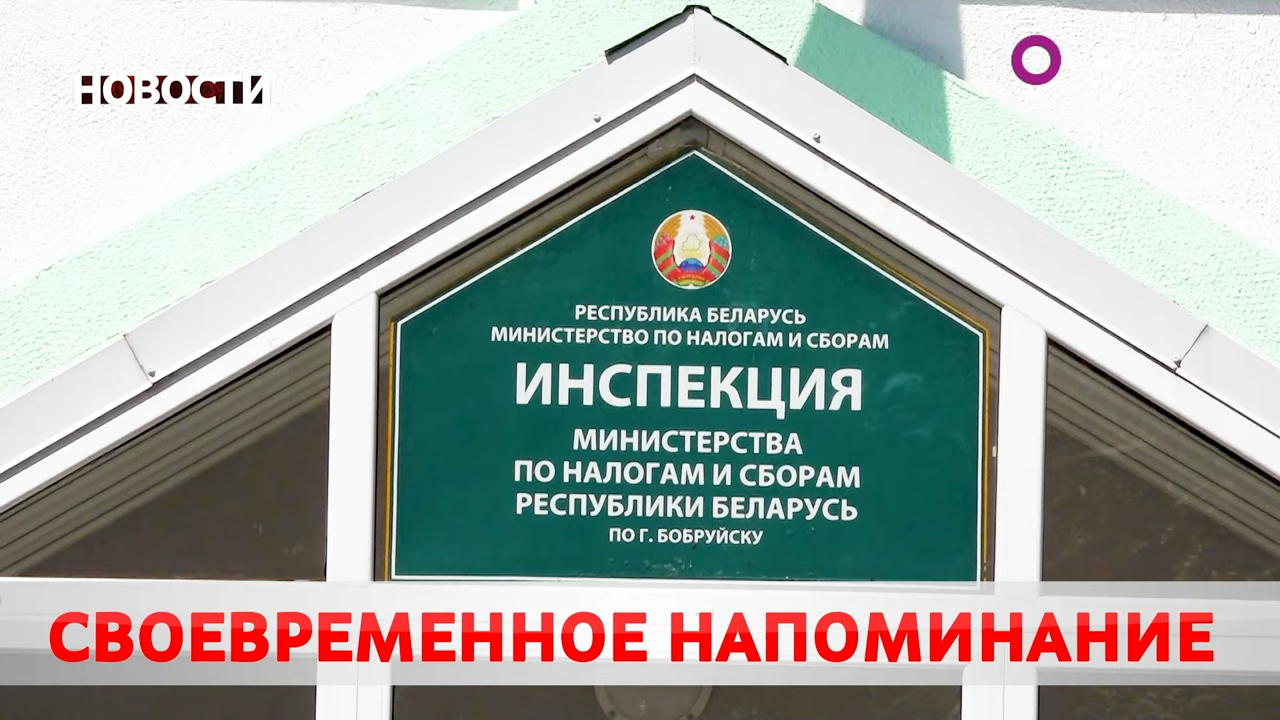 НОВОСТИ
РЕСПУБЛИКА БЕЛАРУСЬ
МИНИСТЕРСТВО ПО НАЛОГАМ И СБОРАМ
ИНСПЕКЦИЯ
МИНИСТЕРСТВА
ПО НАЛОГАМ И СБОРАМ
РЕСПУБЛИКИ БЕЛАРУСЬ
ПО Г. БОБРУЙСКУ
СВОЕВРЕМЕННОЕ НАПОМИНАНИЕ